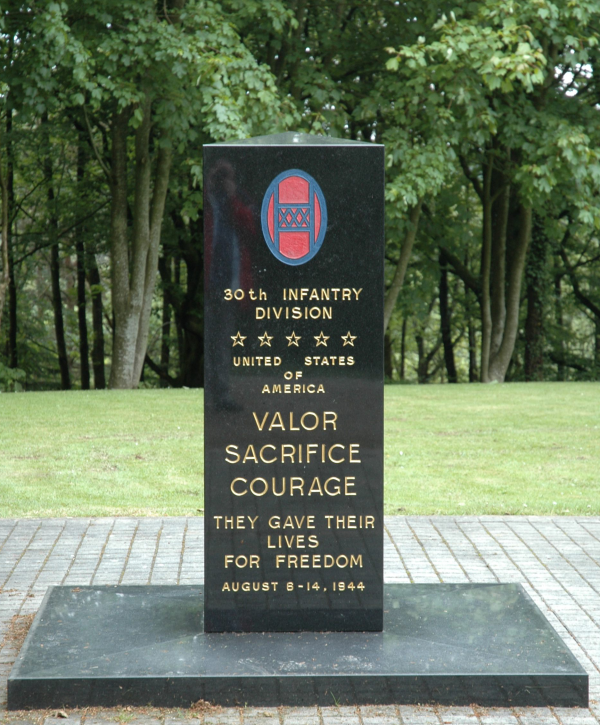 30th INFANTRY
DIVISION
☆ ☆ ☆ ☆ ☆
UNITED STATES
OF
AMERICA
VALOR
SACRIFICE
COURAGE
THEY GAVE THEIR
LIVES
FOR FREEDOM
AUGUST 6-14, 1944